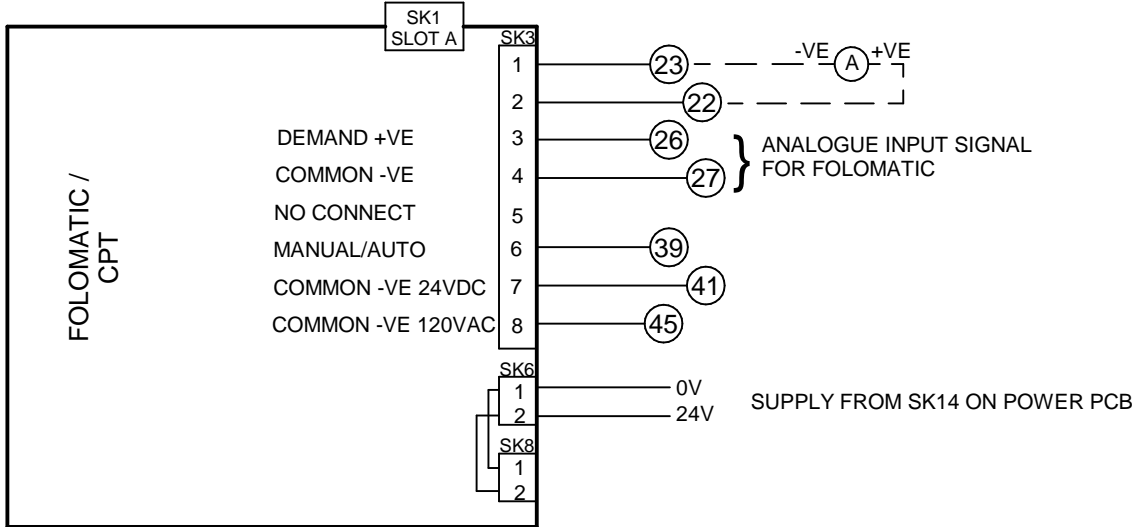 SK1
SLOT A
SK3
1 23 -VE A +VE
2 22
DEMAND +VE 3 26
COMMON -VE 4 27
} ANALOGUE INPUT SIGNAL
FOR FOLOMATIC
NO CONNECT 5
MANUAL/AUTO 6 39
COMMON -VE 24VDC 7 41
COMMON -VE 120VAC 8 45
FOLOMATIC /
CPT
SK6
1 0V
2 24V
SUPPLY FROM SK14 ON POWER PCB
SK8
1
2